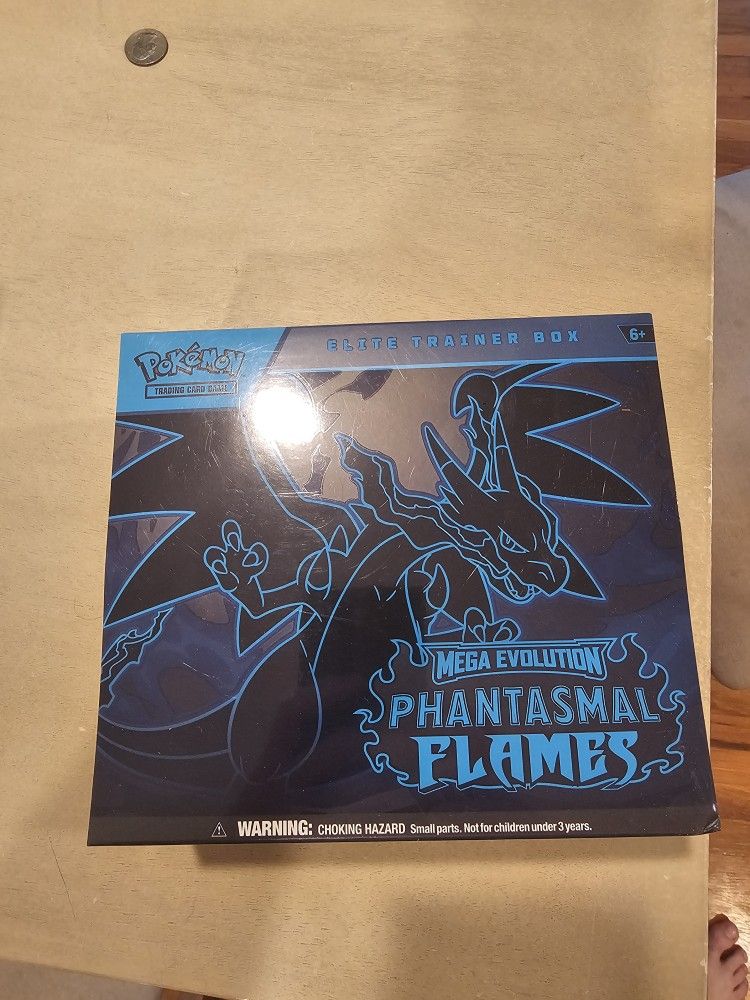 Pokémon
TRADING CARD GAME
ELITE TRAINER BOX
6+
MEGA EVOLUTION
PHANTASMAL
FLAMES
WARNING: CHOKING HAZARD Small parts. Not for children under 3 years.